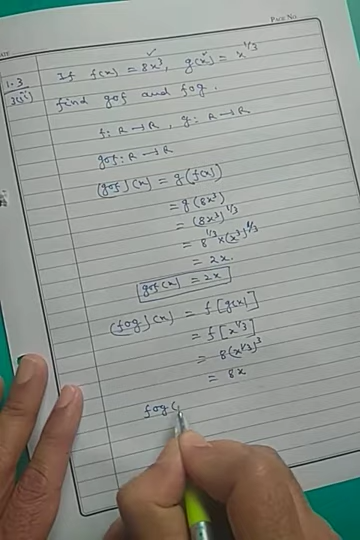 PAGE NO.
ATE
1.3 If f(x) = 8x³, g(x) = x^1/3
3(ii) find gof and fog.
f: R→R, g: R→R
gof: R→R
(gof)(x) = g(f(x))
= g(8x³)
= (8x³)^1/3
= 8^1/3 × (x³)^1/3
= 2x.
gof(x) = 2x
(fog)(x) = f[g(x)]
= f[x^1/3]
= 8(x^1/3)³
= 8x
fog(